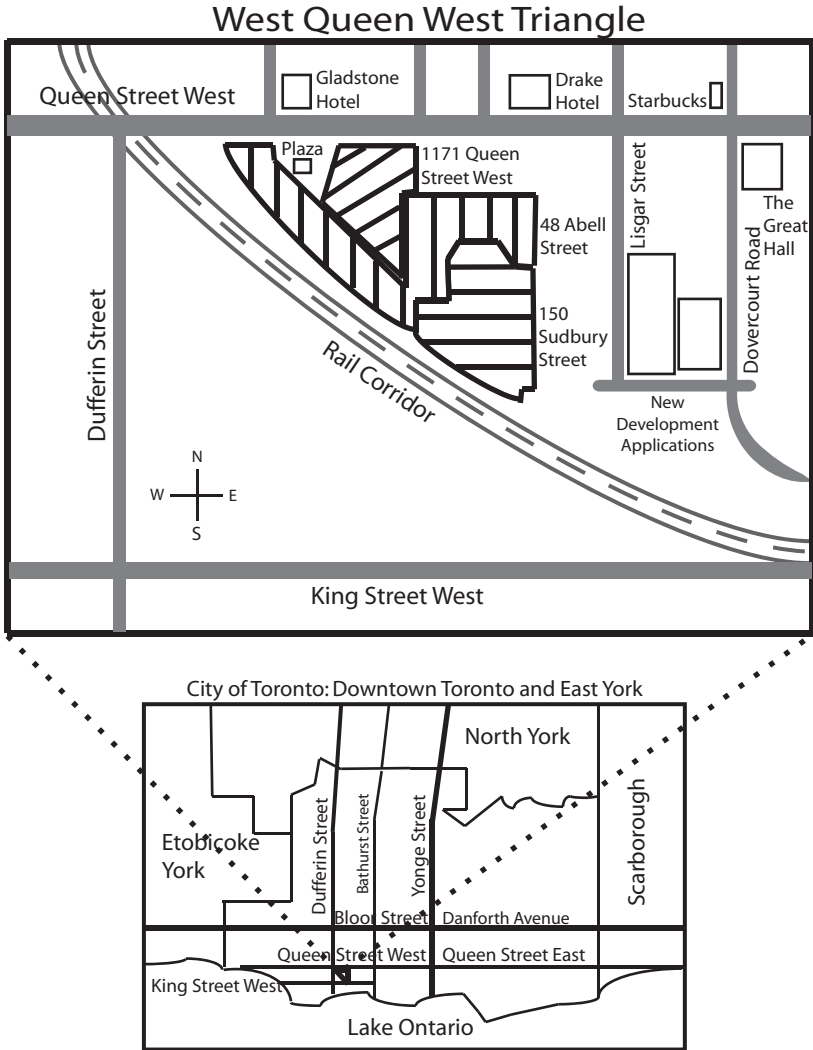 West Queen West Triangle
Queen Street West
Gladstone
Hotel
Drake
Hotel
Starbucks
Plaza
1171 Queen
Street West
Lisgar Street
The
Great
Hall
48 Abell
Street
Dovercourt Road
150
Sudbury
Street
Dufferin Street
Rail Corridor
New
Development
Applications
N
W
E
S
King Street West
City of Toronto: Downtown Toronto and East York
North York
Etobicoke
York
Dufferin Street
Bathurst Street
Yonge Street
Scarborough
Bloor Street
Danforth Avenue
Queen Street West
Queen Street East
King Street West
Lake Ontario